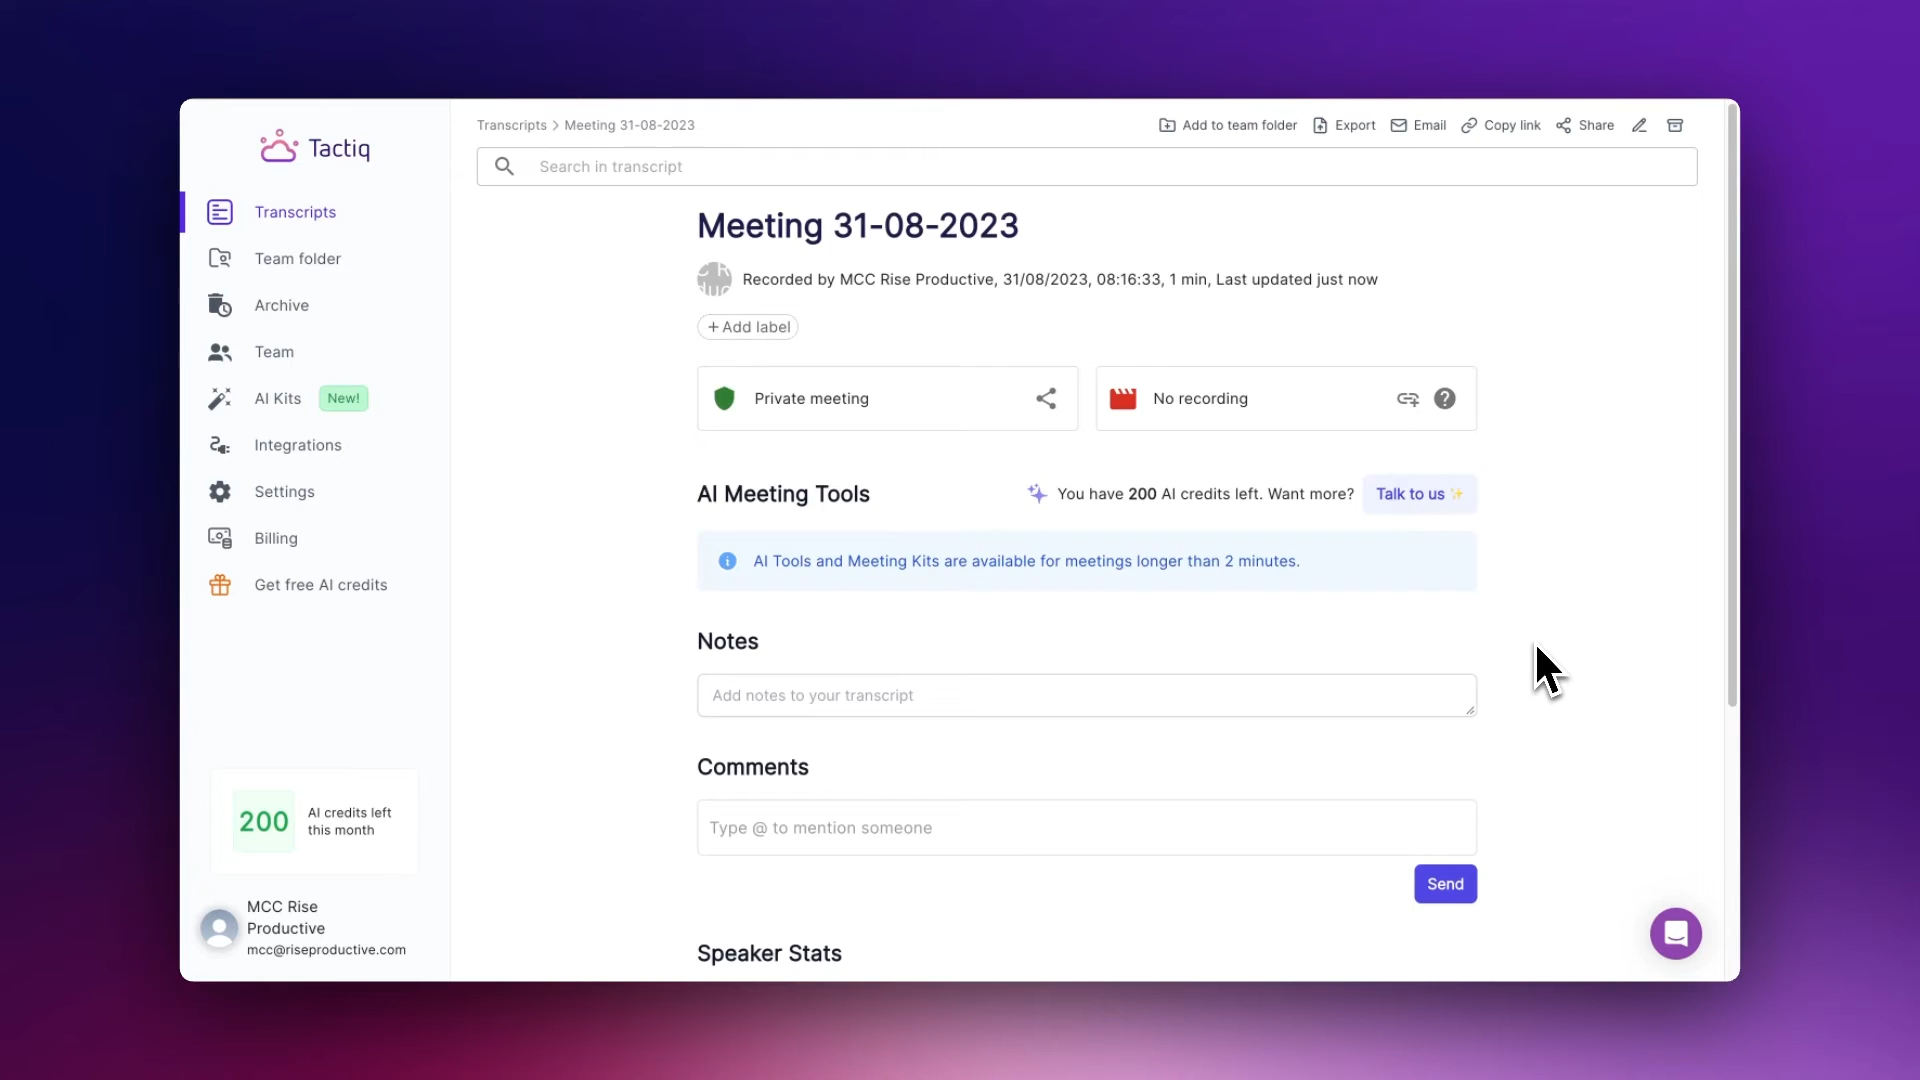 Tactiq
Transcripts
Team folder
Archive
Team
AI Kits New!
Integrations
Settings
Billing
Get free AI credits
200
AI credits left
this month
MCC Rise
Productive
mcc@riseproductive.com
Transcripts > Meeting 31-08-2023
Add to team folder Export Email Copy link Share
Search in transcript
Meeting 31-08-2023
Recorded by MCC Rise Productive, 31/08/2023, 08:16:33, 1 min, Last updated just now
+ Add label
Private meeting
No recording
AI Meeting Tools
You have 200 AI credits left. Want more? Talk to us ✨
AI Tools and Meeting Kits are available for meetings longer than 2 minutes.
Notes
Add notes to your transcript
Comments
Type @ to mention someone
Send
Speaker Stats